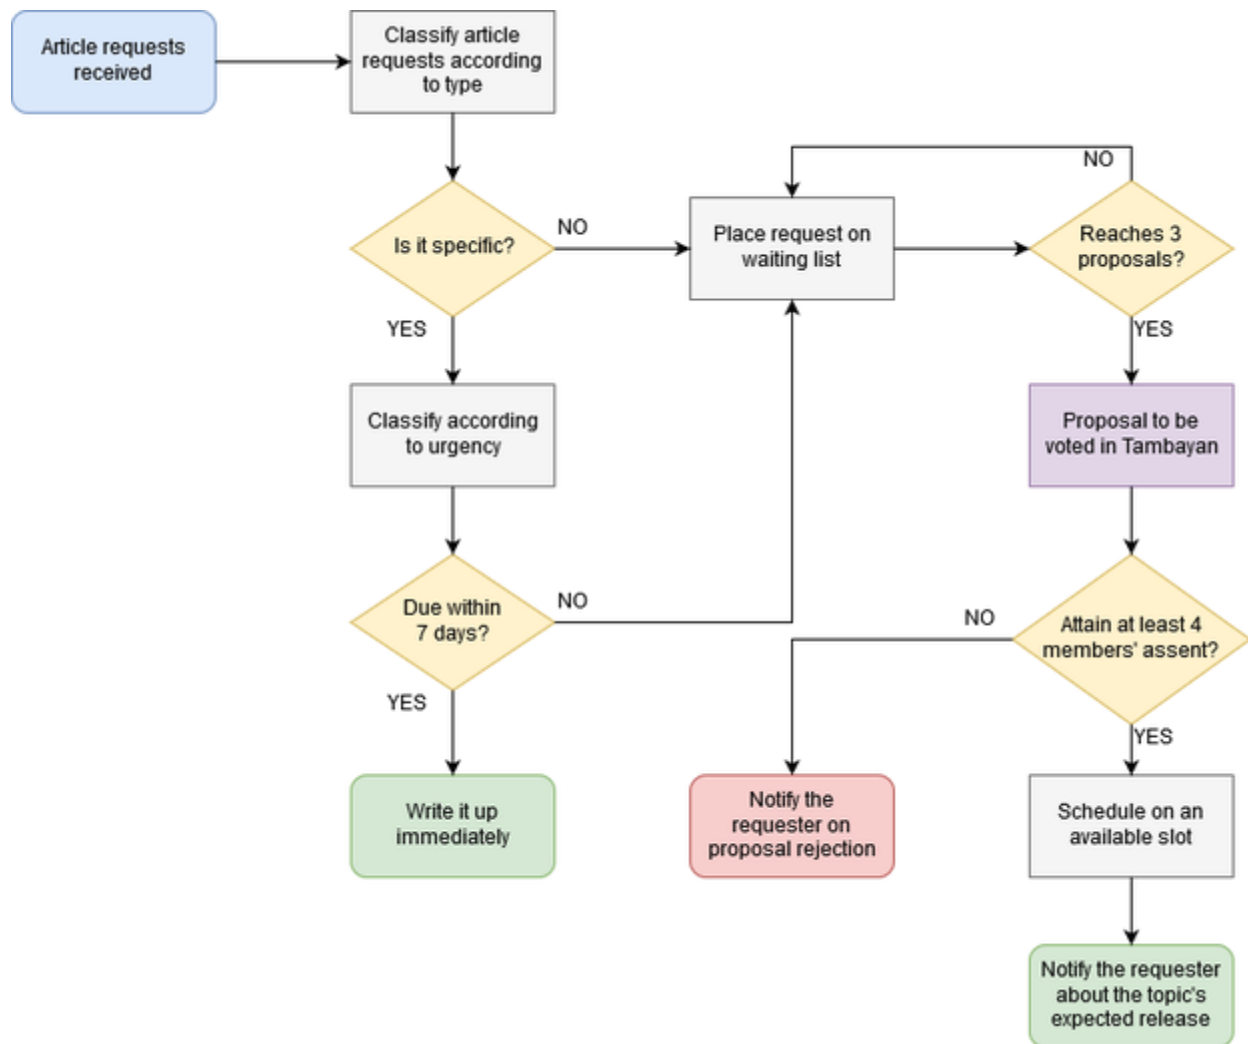 Article requests
received
Classify article
requests according
to type
NO
Is it specific?
NO
Place request on
waiting list
Reaches 3
proposals?
YES
YES
Classify according
to urgency
Proposal to be
voted in Tambayan
Due within
7 days?
NO
NO
Attain at least 4
members' assent?
YES
YES
Write it up
immediately
Notify the
requester on
proposal rejection
Schedule on an
available slot
Notify the requester
about the topic's
expected release